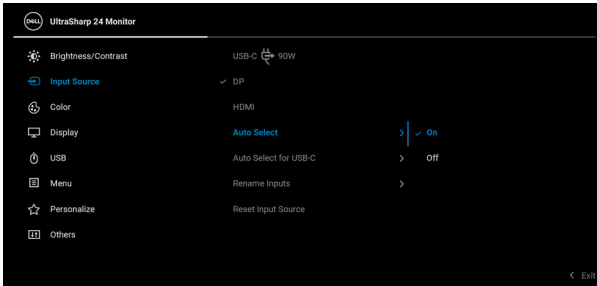 DELL UltraSharp 24 Monitor
Brightness/Contrast USB-C 90W
Input Source DP
Color HDMI
Display Auto Select On
USB Auto Select for USB-C Off
Menu Rename Inputs
Personalize Reset Input Source
Others
Exit